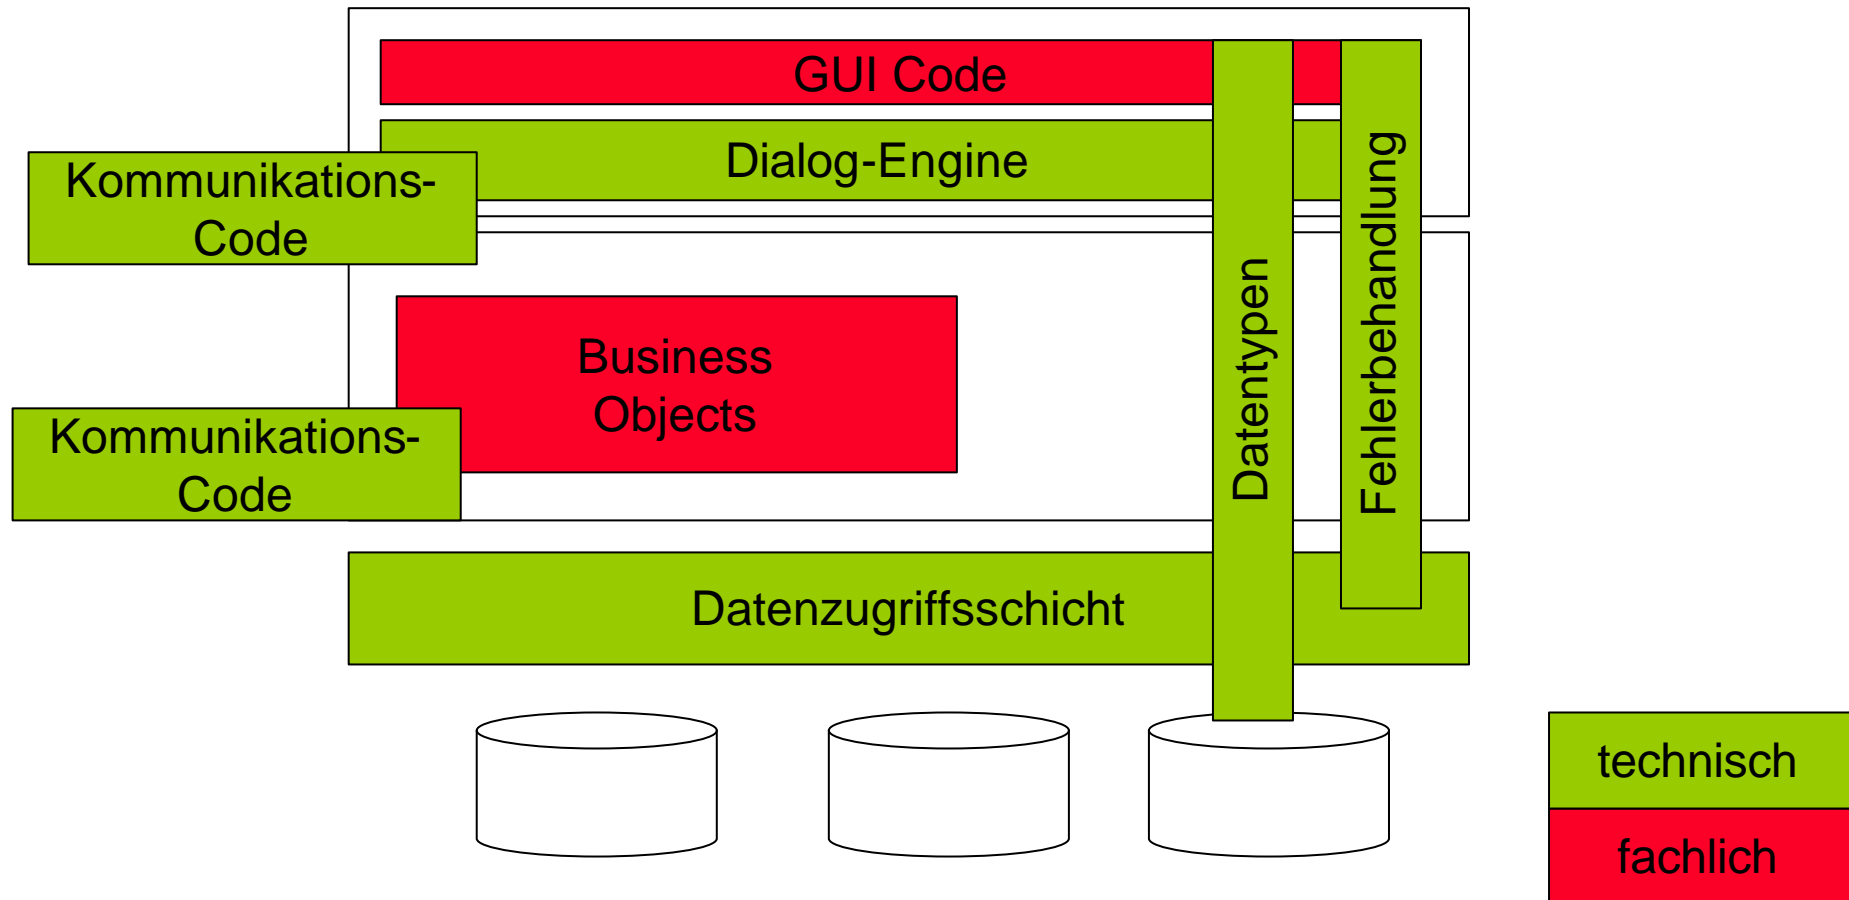 GUI Code
Dialog-Engine
Kommunikations-
Code
Business
Objects
Kommunikations-
Code
Datentypen
Fehlerbehandlung
Datenzugriffsschicht
technisch
fachlich